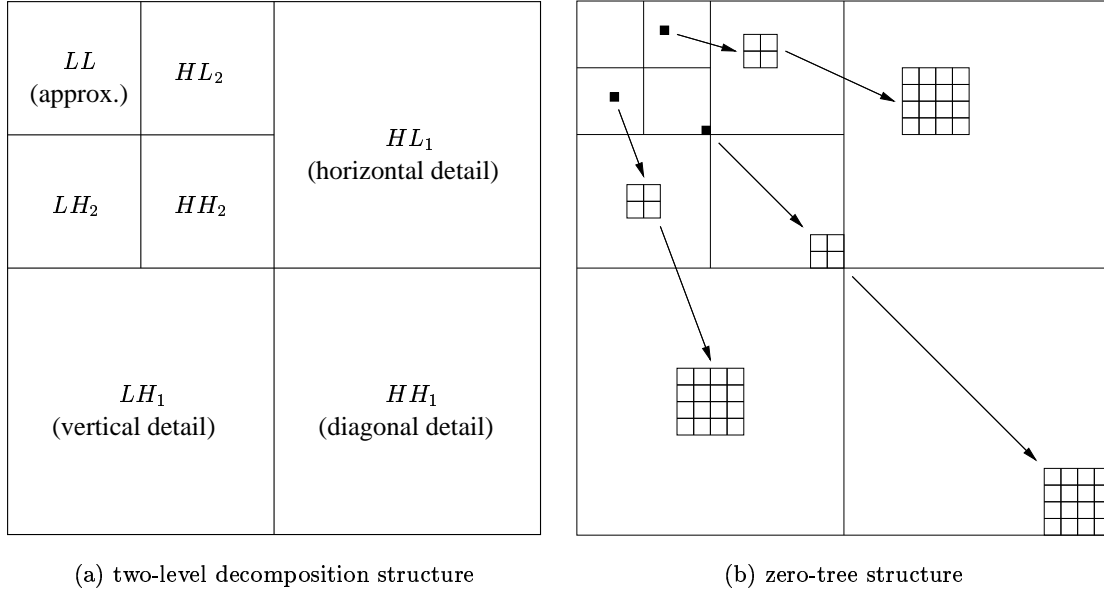 LL
(approx.)
HL₂
HL₁
(horizontal detail)
LH₂
HH₂
LH₁
(vertical detail)
HH₁
(diagonal detail)
(a) two-level decomposition structure
(b) zero-tree structure